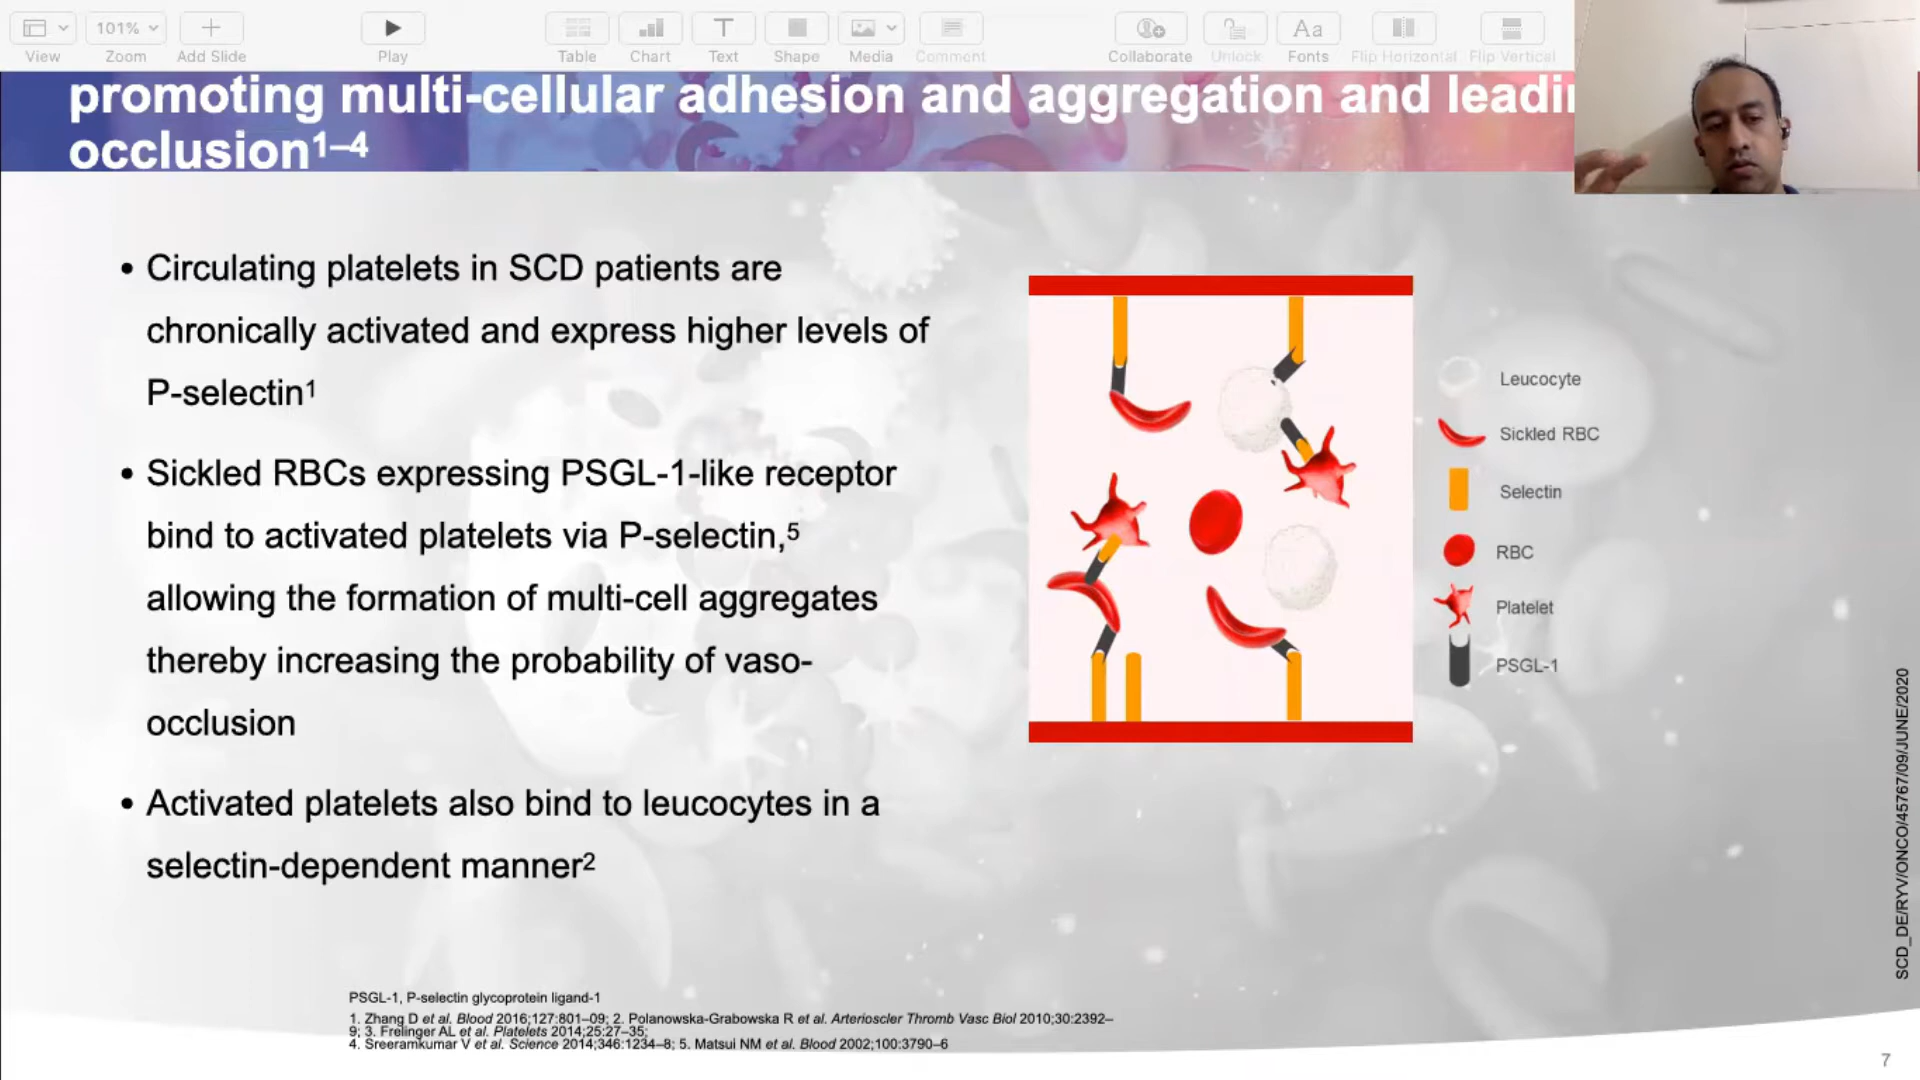 101%
View
Zoom
Add Slide
Play
Table
Chart
Text
Shape
Media
Comment
Collaborate
Unlock
Fonts
Flip Horizontal
Flip Vertical
promoting multi-cellular adhesion and aggregation and leadi
occlusion¹⁻⁴
• Circulating platelets in SCD patients are
chronically activated and express higher levels of
P-selectin¹
• Sickled RBCs expressing PSGL-1-like receptor
bind to activated platelets via P-selectin,⁵
allowing the formation of multi-cell aggregates
thereby increasing the probability of vaso-
occlusion
• Activated platelets also bind to leucocytes in a
selectin-dependent manner²
Leucocyte
Sickled RBC
Selectin
RBC
Platelet
PSGL-1
SCD_DE/RYV/ONCO/45767/09/JUNE/2020
PSGL-1, P-selectin glycoprotein ligand-1
1. Zhang D et al. Blood 2016;127:801–09; 2. Polanowska-Grabowska R et al. Arterioscler Thromb Vasc Biol 2010;30:2392–
9; 3. Frelinger AL et al. Platelets 2014;25:27–35;
4. Sreeramkumar V et al. Science 2014;346:1234–8; 5. Matsui NM et al. Blood 2002;100:3790–6
7